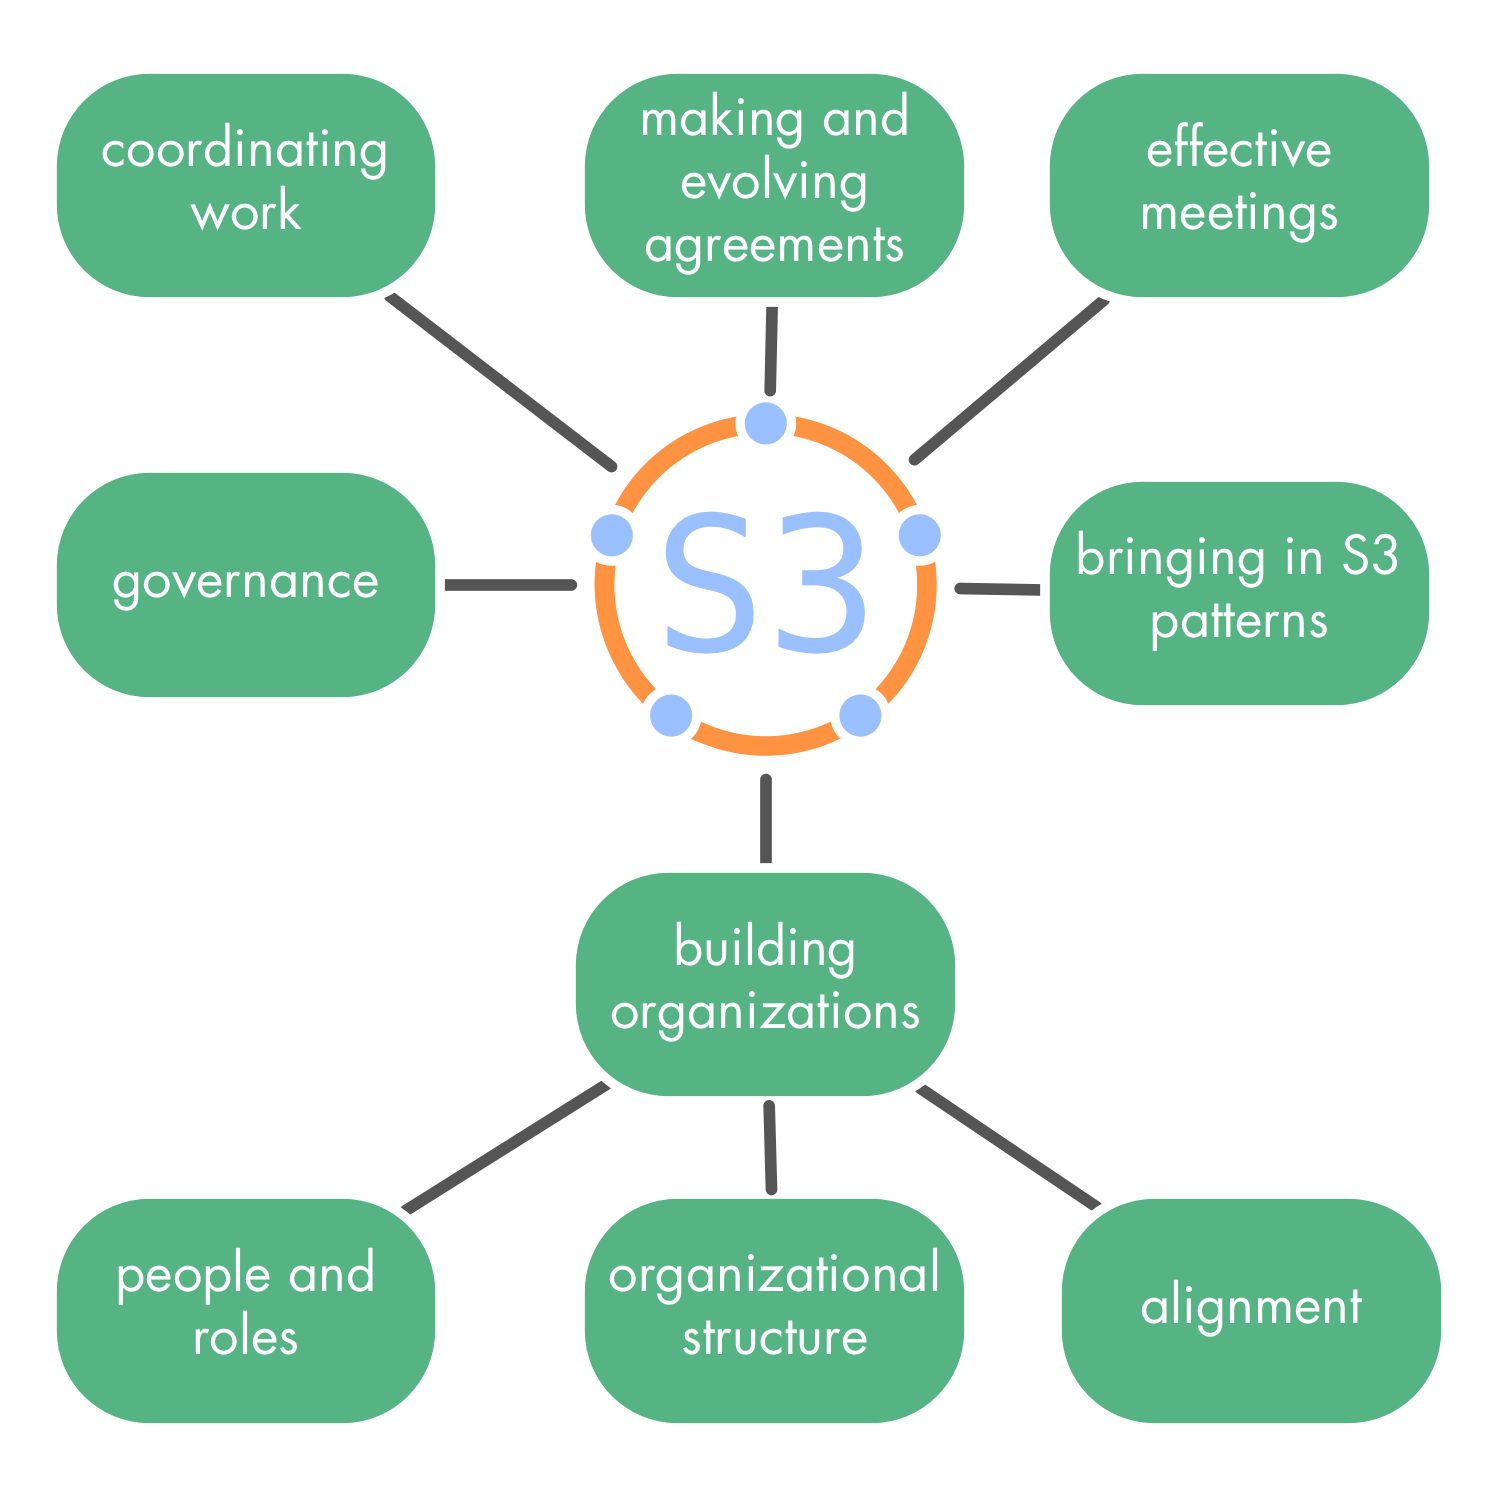 coordinating
work
making and
evolving
agreements
effective
meetings
governance
S3
bringing in S3
patterns
building
organizations
people and
roles
organizational
structure
alignment